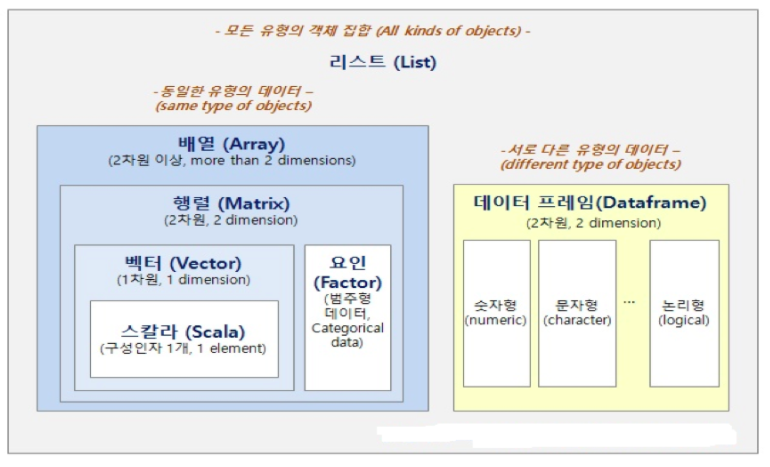 - 모든 유형의 객체 집합 (All kinds of objects) -
리스트 (List)
-동일한 유형의 데이터 –
(same type of objects)
배열 (Array)
(2차원 이상, more than 2 dimensions)
행렬 (Matrix)
(2차원, 2 dimension)
벡터 (Vector)
(1차원, 1 dimension)
스칼라 (Scala)
(구성인자 1개, 1 element)
요인
(Factor)
(범주형
데이터,
Categorical
data)
-서로 다른 유형의 데이터 –
(different type of objects)
데이터 프레임(Dataframe)
(2차원, 2 dimension)
숫자형
(numeric)
문자형
(character)
...
논리형
(logical)